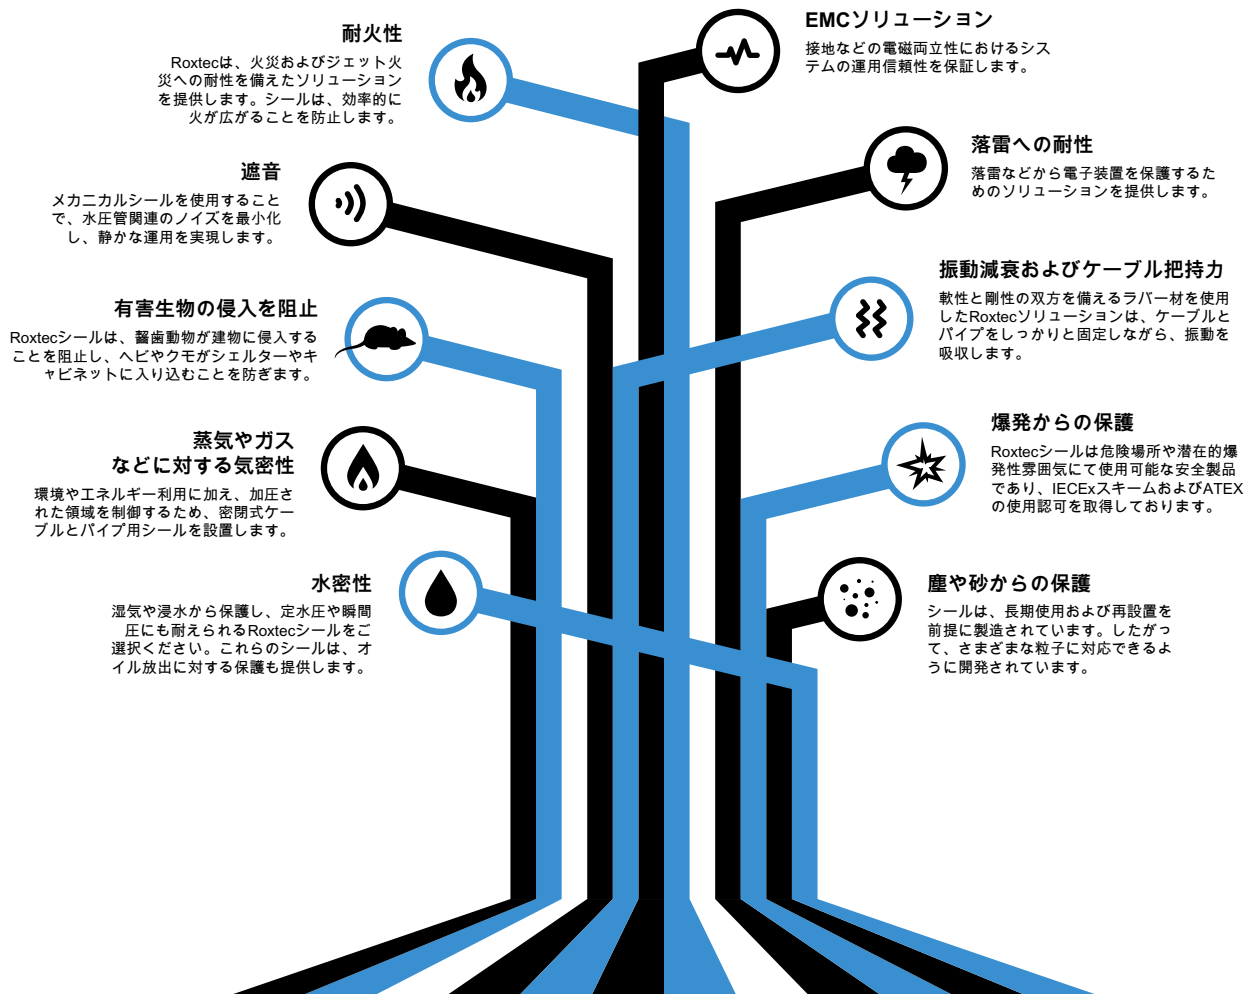 耐火性
Roxtecは、火災およびジェット火
災への耐性を備えたソリューション
を提供します。シールは、効率的に
火が広がることを防止します。
EMCソリューション
接地などの電磁両立性におけるシス
テムの運用信頼性を保証します。
遮音
メカニカルシールを使用すること
で、水圧管関連のノイズを最小化
し、静かな運用を実現します。
落雷への耐性
落雷などから電子装置を保護するた
めのソリューションを提供します。
有害生物の侵入を阻止
Roxtecシールは、齧歯動物が建物に侵入する
ことを阻止し、ヘビやクモがシェルターやキ
ャビネットに入り込むことを防ぎます。
振動減衰およびケーブル把持力
軟性と剛性の双方を備えるラバー材を使用
したRoxtecソリューションは、ケーブルと
パイプをしっかりと固定しながら、振動を
吸収します。
蒸気やガス
などに対する気密性
環境やエネルギー利用に加え、加圧さ
れた領域を制御するため、密閉式ケー
ブルとパイプ用シールを設置します。
爆発からの保護
Roxtecシールは危険場所や潜在的爆
発性雰囲気にて使用可能な安全製品
であり、IECExスキームおよびATEX
の使用認可を取得しております。
水密性
湿気や浸水から保護し、定水圧や瞬間
圧にも耐えられるRoxtecシールをご
選択ください。これらのシールは、オ
イル放出に対する保護も提供します。
塵や砂からの保護
シールは、長期使用および再設置を
前提に製造されています。したがっ
て、さまざまな粒子に対応できるよ
うに開発されています。